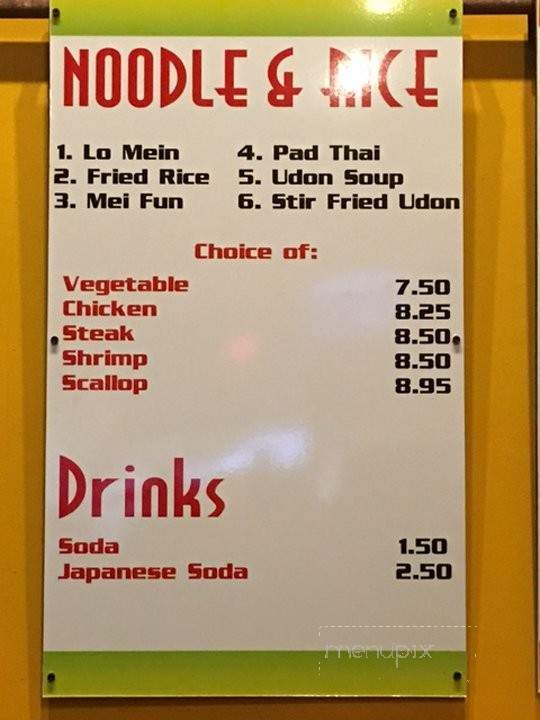 NOODLE & RICE
1. Lo Mein 4. Pad Thai
2. Fried Rice 5. Udon Soup
3. Mei Fun 6. Stir Fried Udon
Choice of:
Vegetable 7.50
Chicken 8.25
Steak 8.50
Shrimp 8.50
Scallop 8.95
Drinks
Soda 1.50
Japanese Soda 2.50
menupix